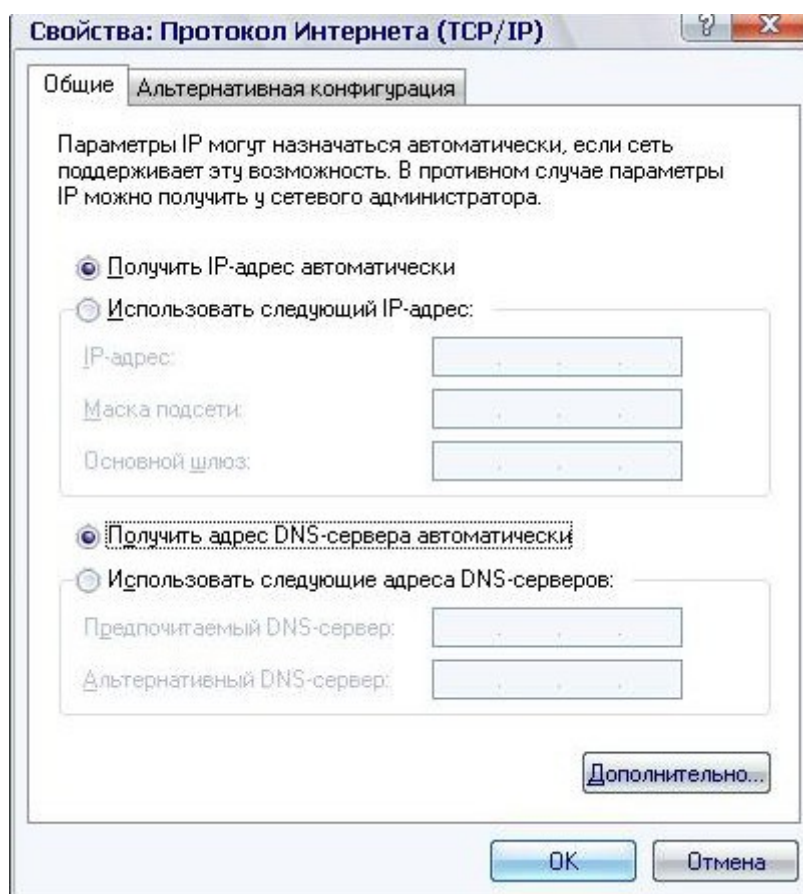 Свойства: Протокол Интернета (TCP/IP)
?
X
Общие
Альтернативная конфигурация
Параметры IP могут назначаться автоматически, если сеть
поддерживает эту возможность. В противном случае параметры
IP можно получить у сетевого администратора.
Получить IP-адрес автоматически
Использовать следующий IP-адрес:
IP-адрес:
Маска подсети:
Основной шлюз:
Получить адрес DNS-сервера автоматически
Использовать следующие адреса DNS-серверов:
Предпочитаемый DNS-сервер:
Альтернативный DNS-сервер:
Дополнительно...
OK
Отмена